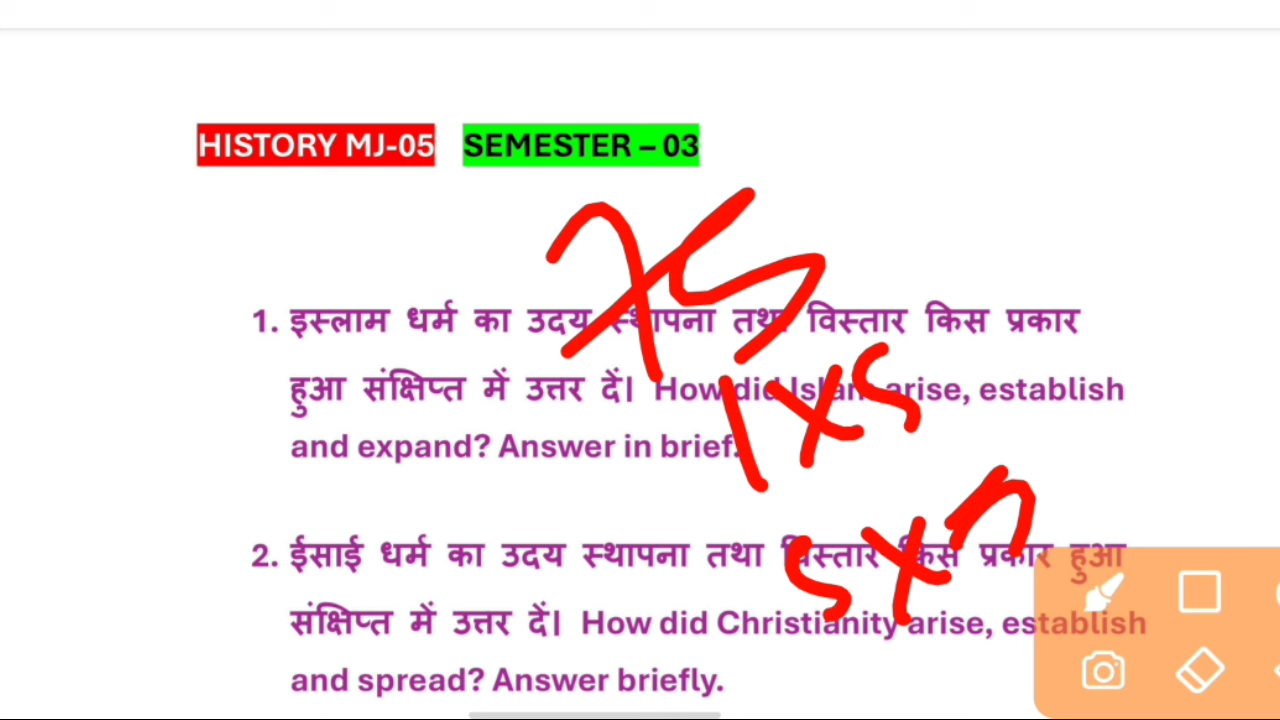 HISTORY MJ-05 SEMESTER – 03
75
1. इस्लाम धर्म का उदय स्थापना तथा विस्तार किस प्रकार
हुआ संक्षिप्त में उत्तर दें। How did Islam arise, establish
and expand? Answer in brief.
1x5
2. ईसाई धर्म का उदय स्थापना तथा विस्तार किस प्रकार हुआ
संक्षिप्त में उत्तर दें। How did Christianity arise, establish
and spread? Answer briefly.